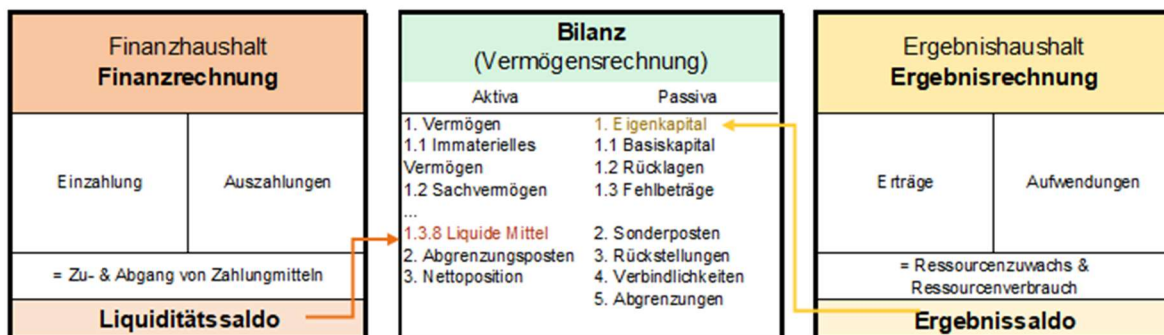 Finanzhaushalt
Finanzrechnung
Einzahlung
Auszahlungen
= Zu- & Abgang von Zahlungmitteln
Liquiditätssaldo
Bilanz
(Vermögensrechnung)
Aktiva
Passiva
1. Vermögen
1.1 Immaterielles
Vermögen
1.2 Sachvermögen
...
1.3.8 Liquide Mittel
2. Abgrenzungsposten
3. Nettoposition
1. Eigenkapital
1.1 Basiskapital
1.2 Rücklagen
1.3 Fehlbeträge
2. Sonderposten
3. Rückstellungen
4. Verbindlichkeiten
5. Abgrenzungen
Ergebnishaushalt
Ergebnisrechnung
Erträge
Aufwendungen
= Ressourcenzuwachs &
Ressourcenverbrauch
Ergebnissaldo